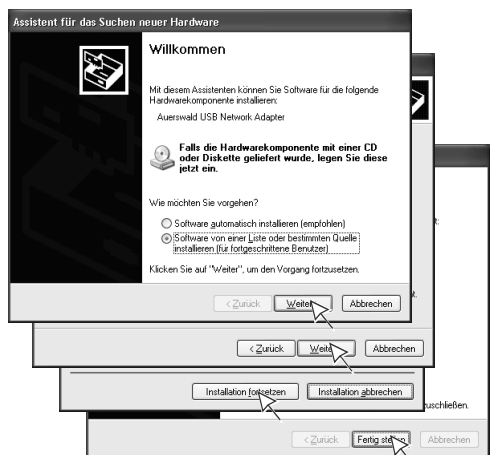 Assistent für das Suchen neuer Hardware
Willkommen
Mit diesem Assistenten können Sie Software für die folgende
Hardwarekomponente installieren:
Auerswald USB Network Adapter
Falls die Hardwarekomponente mit einer CD
oder Diskette geliefert wurde, legen Sie diese
jetzt ein.
Wie möchten Sie vorgehen?
Software automatisch installieren (empfohlen)
Software von einer Liste oder bestimmten Quelle
installieren (für fortgeschrittene Benutzer)
Klicken Sie auf "Weiter", um den Vorgang fortzusetzen.
< Zurück Weiter Abbrechen
< Zurück Weiter Abbrechen
Installation fortsetzen Installation abbrechen
zuschließen.
< Zurück Fertig stellen Abbrechen